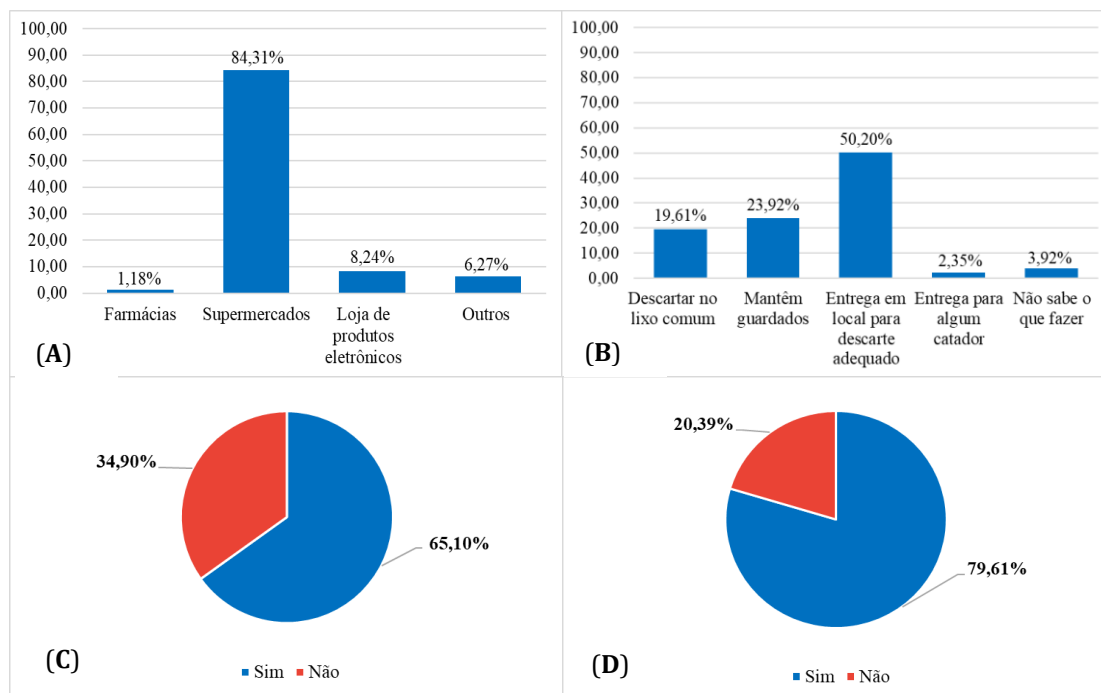 100,00
90,00
80,00
70,00
60,00
50,00
40,00
30,00
20,00
10,00
0,00
1,18%
84,31%
8,24%
6,27%
Farmácias
Supermercados
Loja de
produtos
eletrônicos
Outros
(A)
100,00
90,00
80,00
70,00
60,00
50,00
40,00
30,00
20,00
10,00
0,00
19,61%
23,92%
50,20%
2,35%
3,92%
Descartar no
lixo comum
Mantêm
guardados
Entrega em
local para
descarte
adequado
Entrega para
algum
catador
Não sabe o
que fazer
(B)
34,90%
65,10%
Sim Não
(C)
20,39%
79,61%
Sim Não
(D)